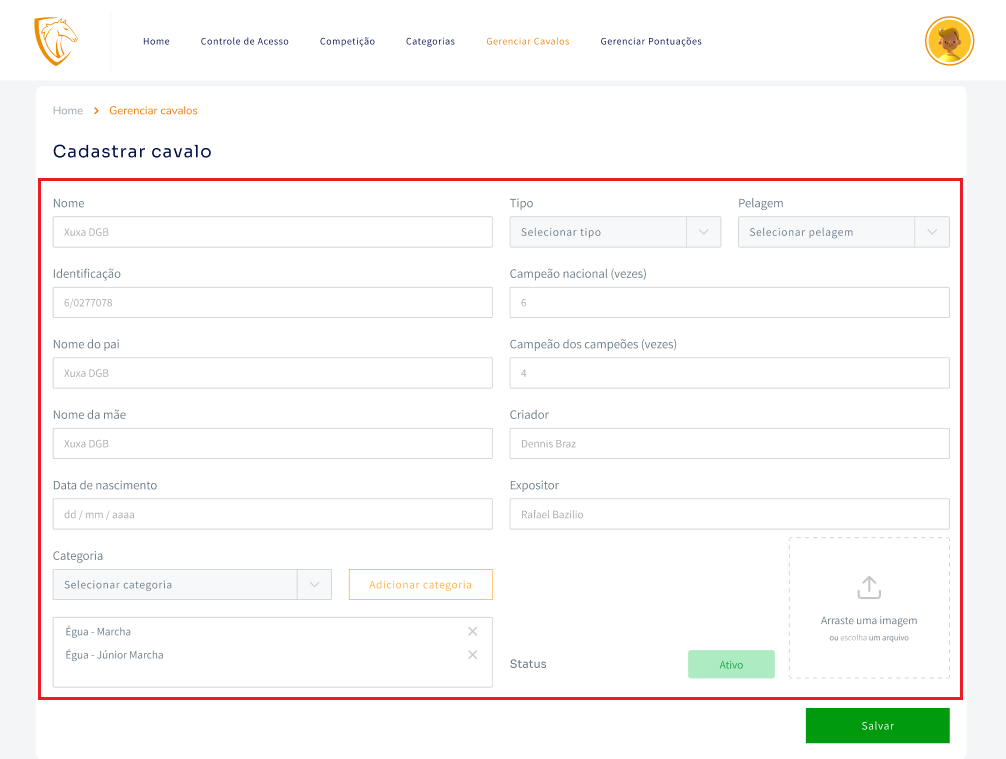 Home Controle de Acesso Competição Categorias Gerenciar Cavalos Gerenciar Pontuações
Home > Gerenciar cavalos
Cadastrar cavalo
Nome
Xuxa DGB
Tipo
Selecionar tipo
Pelagem
Selecionar pelagem
Identificação
6/0277078
Campeão nacional (vezes)
6
Nome do pai
Xuxa DGB
Campeão dos campeões (vezes)
4
Nome da mãe
Xuxa DGB
Criador
Dennis Braz
Data de nascimento
dd / mm / aaaa
Expositor
Rafael Bazilio
Categoria
Selecionar categoria
Adicionar categoria
Égua - Marcha
Égua - Júnior Marcha
Arraste uma imagem
ou escolha um arquivo
Status
Ativo
Salvar